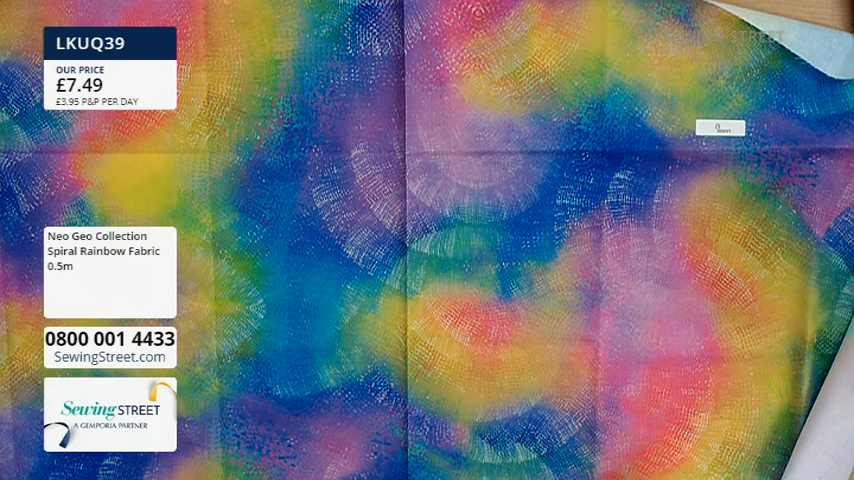 LKUQ39
OUR PRICE
£7.49
£3.95 P&P PER DAY
Neo Geo Collection
Spiral Rainbow Fabric
0.5m
0800 001 4433
SewingStreet.com
Sewing STREET
A GEMPORIA PARTNER
STREET